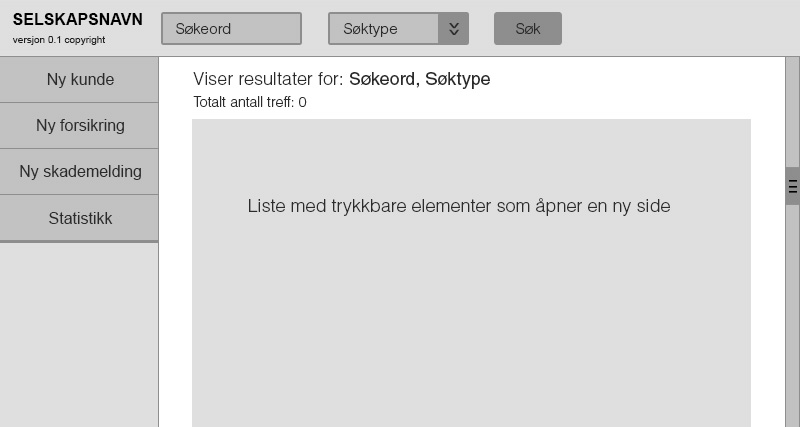 SELSKAPSNAVN
versjon 0.1 copyright
Søkeord
Søktype
Søk
Ny kunde
Ny forsikring
Ny skademelding
Statistikk
Viser resultater for: Søkeord, Søktype
Totalt antall treff: 0
Liste med trykkbare elementer som åpner en ny side